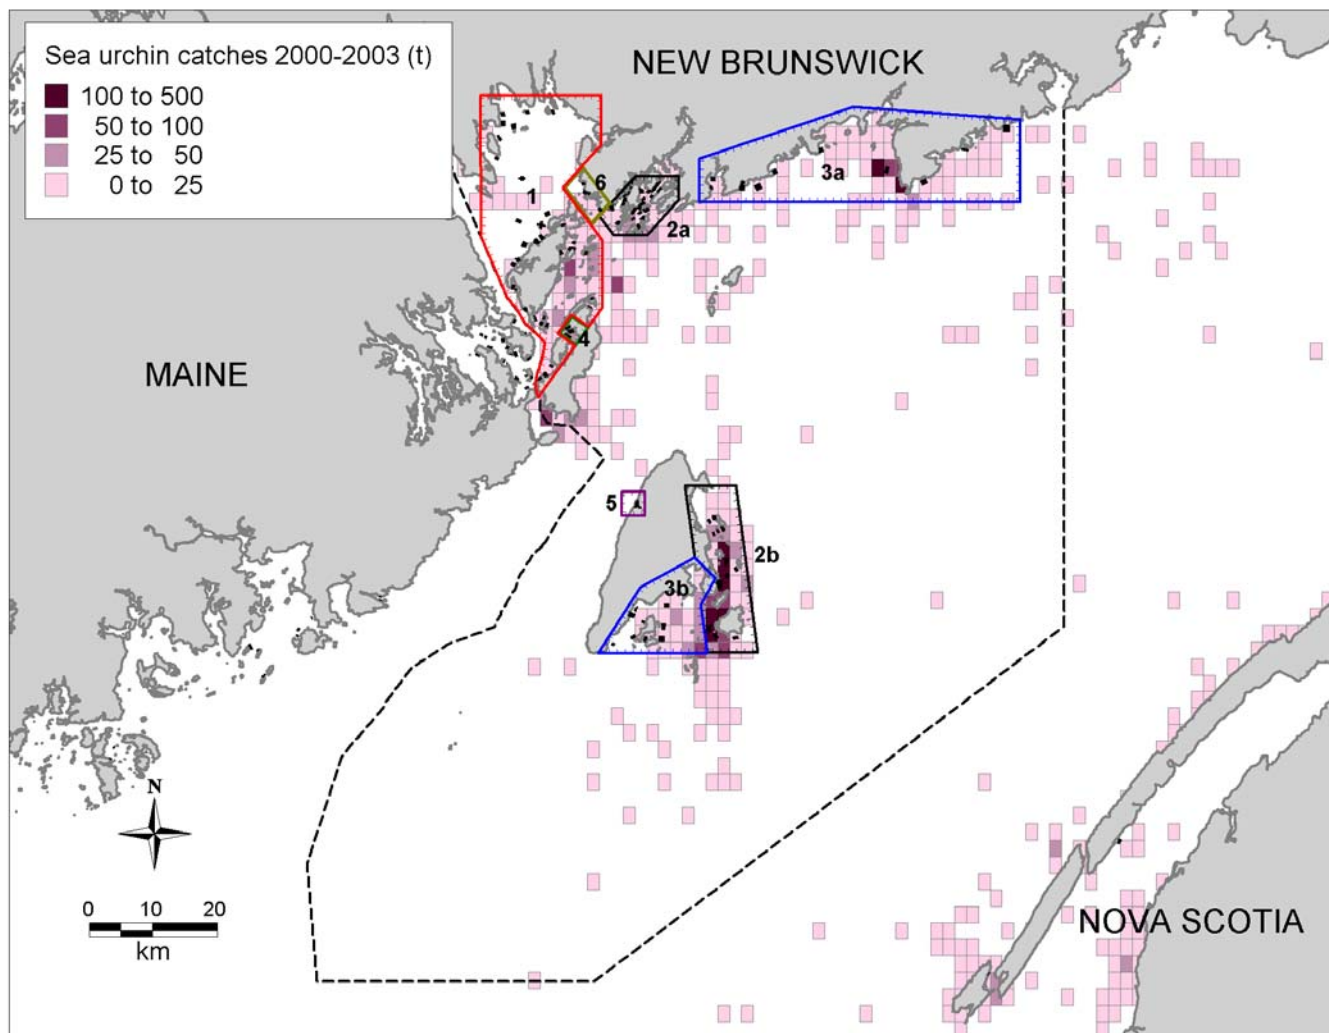 Sea urchin catches 2000-2003 (t)
100 to 500
50 to 100
25 to 50
0 to 25
NEW BRUNSWICK
MAINE
NOVA SCOTIA
1
6
2a
3a
4
5
2b
3b
N
0 10 20
km